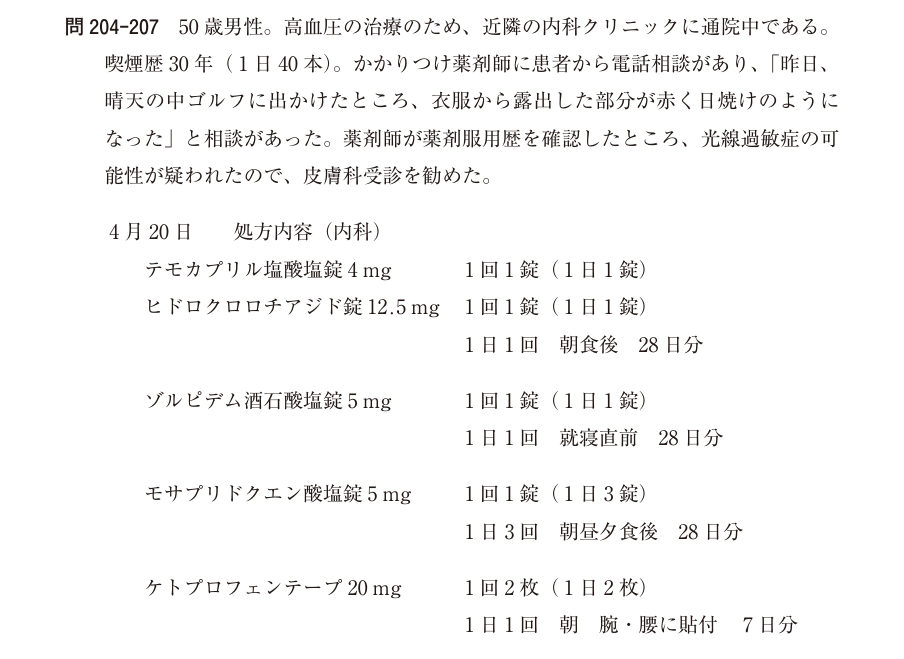 問 204-207　50 歳男性。高血圧の治療のため、近隣の内科クリニックに通院中である。
喫煙歴 30 年（1 日 40 本）。かかりつけ薬剤師に患者から電話相談があり、「昨日、
晴天の中ゴルフに出かけたところ、衣服から露出した部分が赤く日焼けのように
なった」と相談があった。薬剤師が薬剤服用歴を確認したところ、光線過敏症の可
能性が疑われたので、皮膚科受診を勧めた。
4 月 20 日　　処方内容（内科）
テモカプリル塩酸塩錠 4 mg　　1 回 1 錠（1 日 1 錠）
ヒドロクロロチアジド錠 12.5 mg　1 回 1 錠（1 日 1 錠）
1 日 1 回　朝食後　28 日分
ゾルピデム酒石酸塩錠 5 mg　　1 回 1 錠（1 日 1 錠）
1 日 1 回　就寝直前　28 日分
モサプリドクエン酸塩錠 5 mg　　1 回 1 錠（1 日 3 錠）
1 日 3 回　朝昼夕食後　28 日分
ケトプロフェンテープ 20 mg　　1 回 2 枚（1 日 2 枚）
1 日 1 回　朝　腕・腰に貼付　7 日分